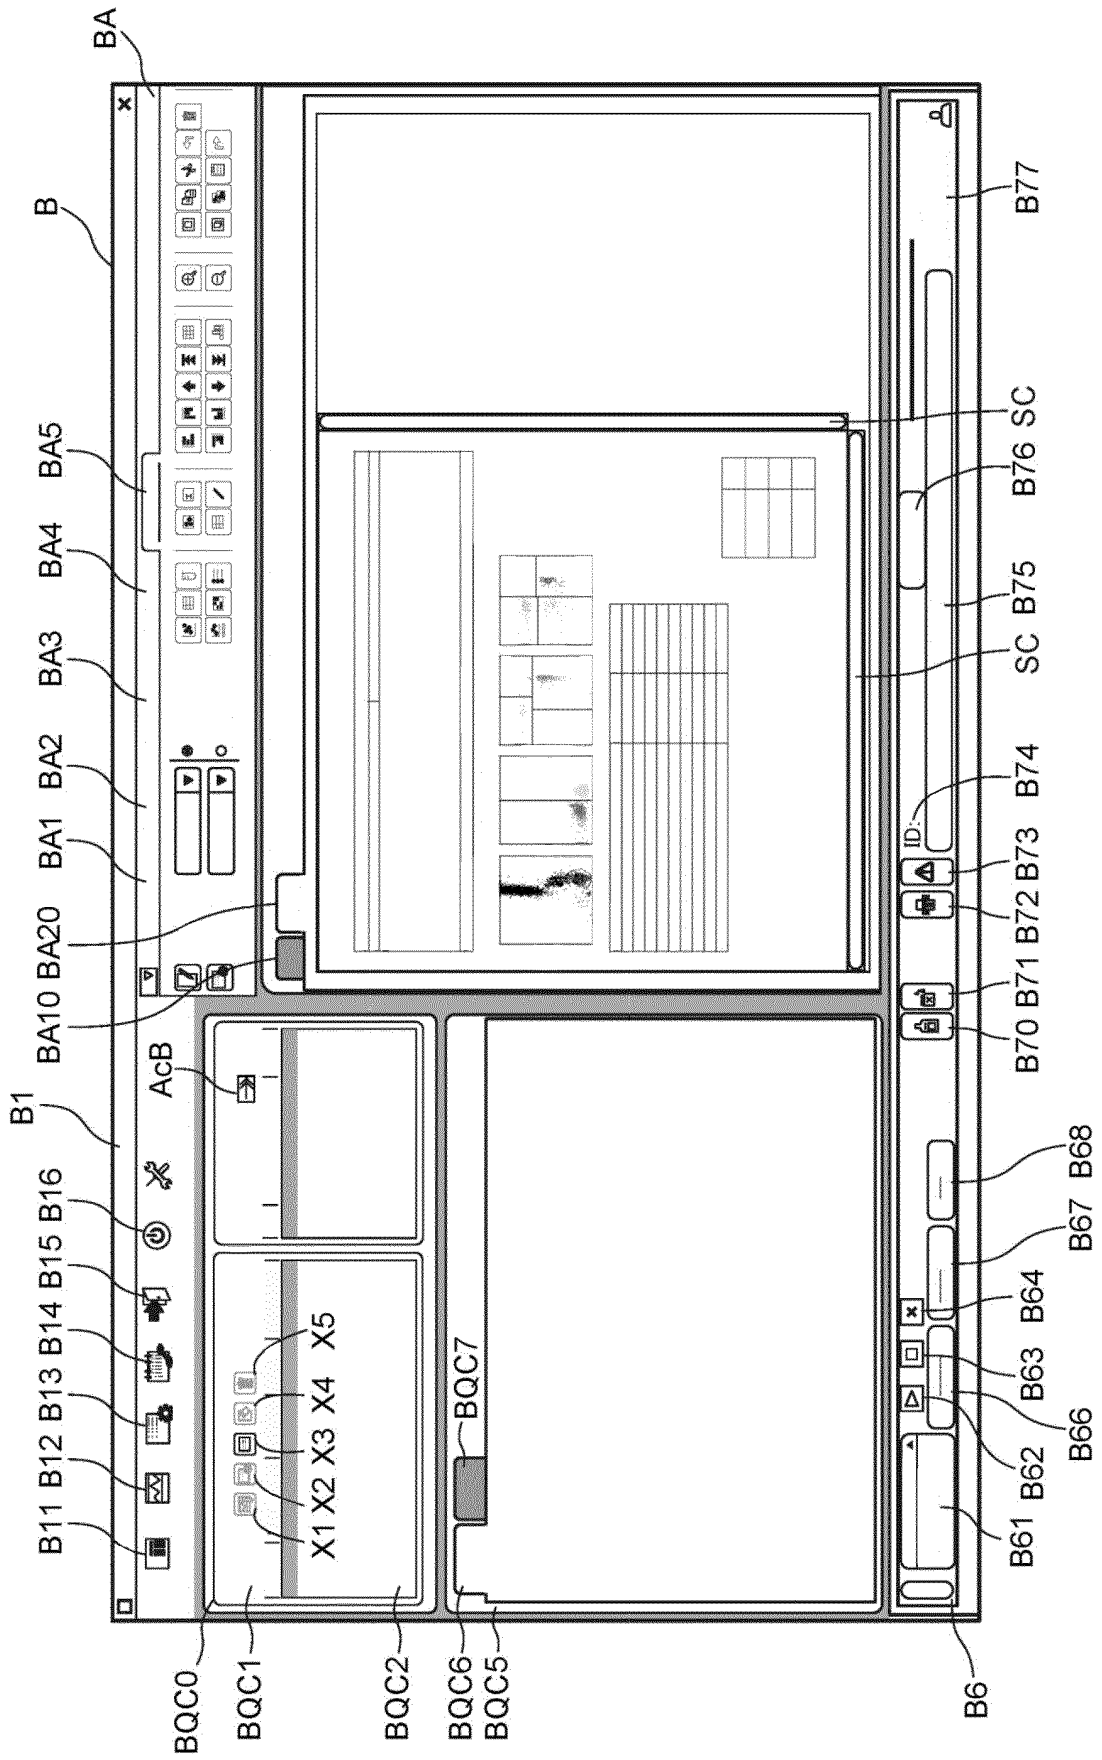 B1
B11 B12 B13 B14 B15 B16 BA10 BA20 BA1 BA2 BA3 BA4 BA5 B
BA
AcB
BQC0
BQC1
X1 X2 X3 X4 X5
BQC2
BQC6 BQC7
BQC5
ID:
B6
B61 B62 B63 B64 B70 B71 B72 B73 B74 SC B75 B76 SC B77
B66 B67 B68